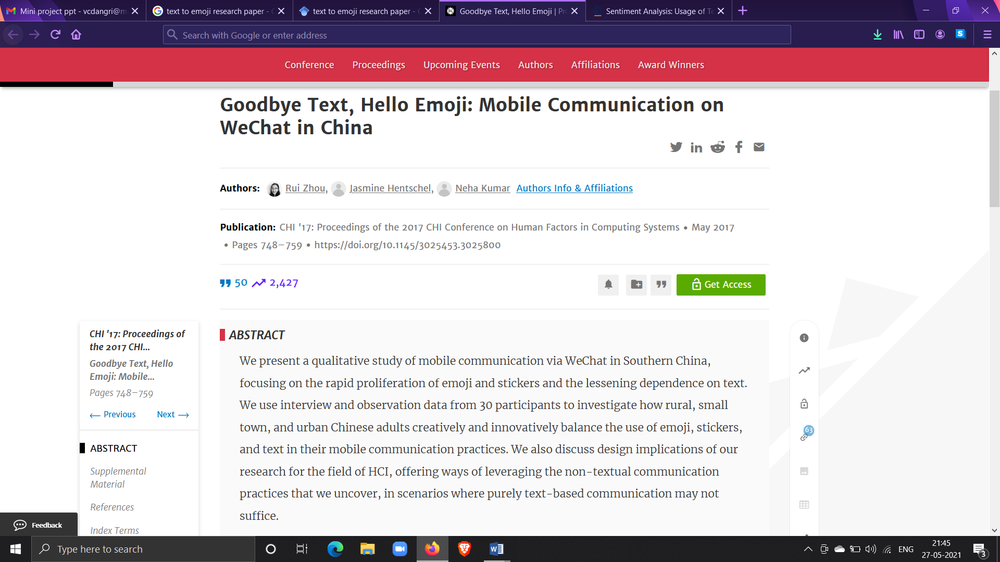 Mini project ppt - vcdangri@m
text to emoji research paper -
text to emoji research paper -
Goodbye Text, Hello Emoji | Pr
Sentiment Analysis: Usage of Te
Search with Google or enter address
S
Conference Proceedings Upcoming Events Authors Affiliations Award Winners
Goodbye Text, Hello Emoji: Mobile Communication on
WeChat in China
Authors: Rui Zhou, Jasmine Hentschel, Neha Kumar Authors Info & Affiliations
Publication: CHI '17: Proceedings of the 2017 CHI Conference on Human Factors in Computing Systems • May 2017
• Pages 748–759 • https://doi.org/10.1145/3025453.3025800
50 2,427
Get Access
CHI '17: Proceedings of
the 2017 CHI...
Goodbye Text, Hello
Emoji: Mobile...
Pages 748–759
Previous Next
ABSTRACT
Supplemental
Material
References
Index Terms
ABSTRACT
We present a qualitative study of mobile communication via WeChat in Southern China,
focusing on the rapid proliferation of emoji and stickers and the lessening dependence on text.
We use interview and observation data from 30 participants to investigate how rural, small
town, and urban Chinese adults creatively and innovatively balance the use of emoji, stickers,
and text in their mobile communication practices. We also discuss design implications of our
research for the field of HCI, offering ways of leveraging the non-textual communication
practices that we uncover, in scenarios where purely text-based communication may not
suffice.
63
Feedback
Type here to search
ENG
21:45
27-05-2021
3